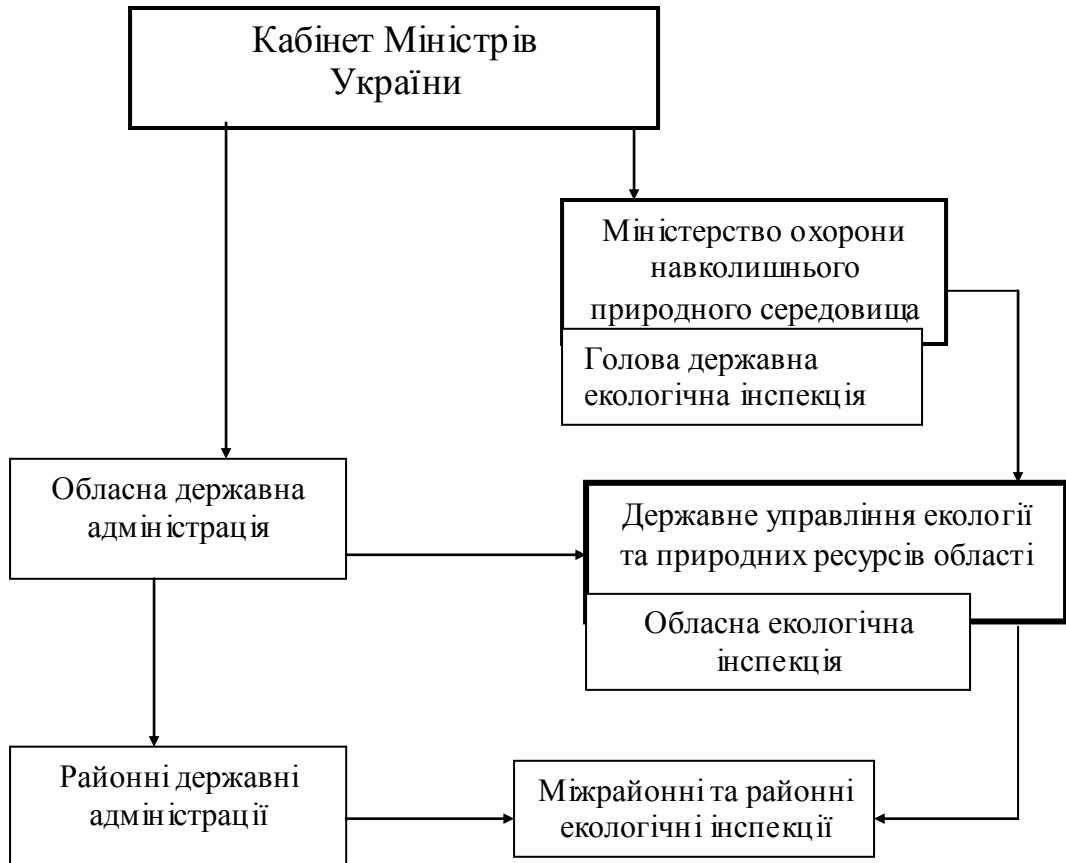 Кабінет Міністрів
України
Міністерство охорони
навколишнього
природного середовища
Голова державна
екологічна інспекція
Обласна державна
адміністрація
Державне управління екології
та природних ресурсів області
Обласна екологічна
інспекція
Районні державні
адміністрації
Міжрайонні та районні
екологічні інспекції